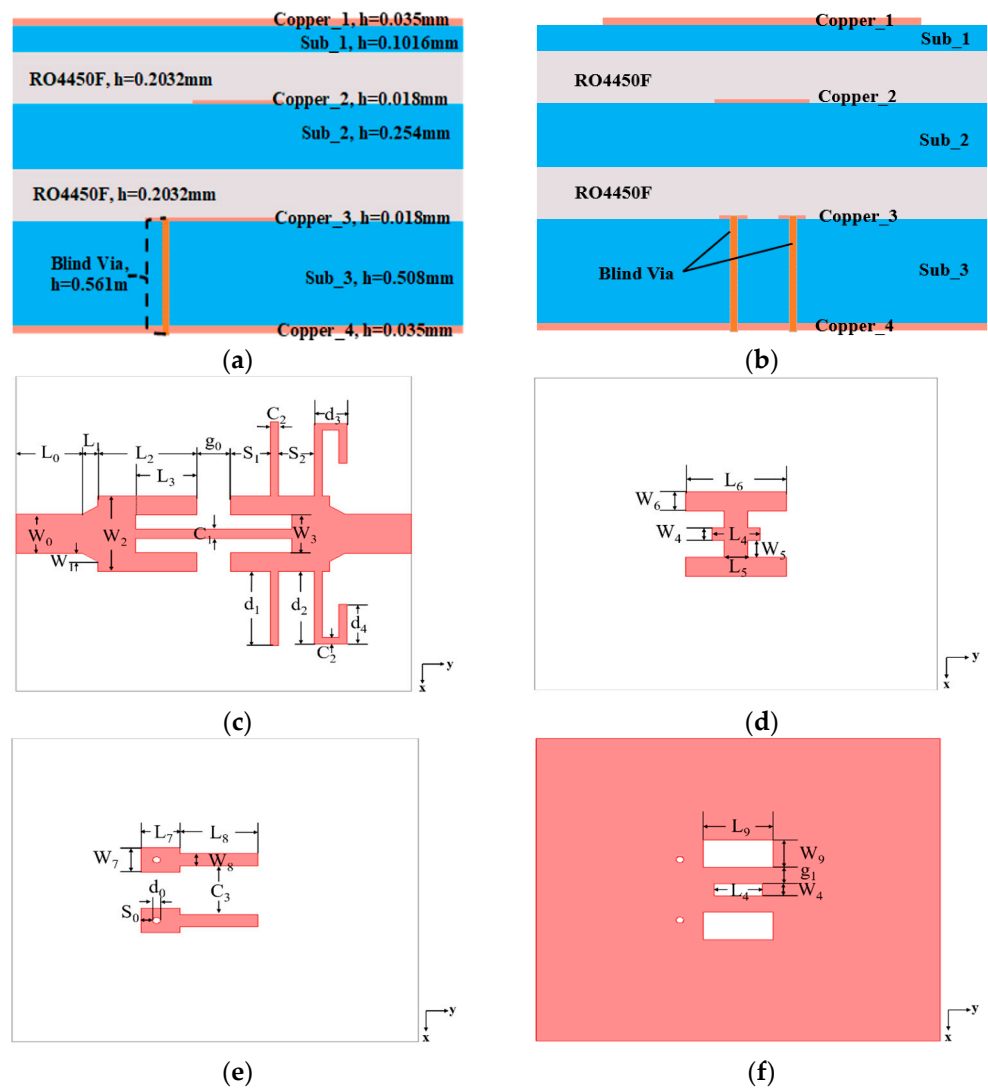 Copper_1, h=0.035mm
Sub_1, h=0.1016mm
RO4450F, h=0.2032mm
Copper_2, h=0.018mm
Sub_2, h=0.254mm
RO4450F, h=0.2032mm
Copper_3, h=0.018mm
Blind Via,
h=0.561m
Sub_3, h=0.508mm
Copper_4, h=0.035mm
(a)
Copper_1
Sub_1
RO4450F
Copper_2
Sub_2
RO4450F
Copper_3
Blind Via
Sub_3
Copper_4
(b)
C2
d3
L0
L
L2
g0
S1
S2
L3
W0
W2
C1
W3
W1
d1
d2
d4
C2
y
x
(c)
L6
W6
W4
L4
W5
L5
y
x
(d)
L7
L8
W7
W8
d0
C3
S0
y
x
(e)
L9
W9
g1
L4
W4
y
x
(f)